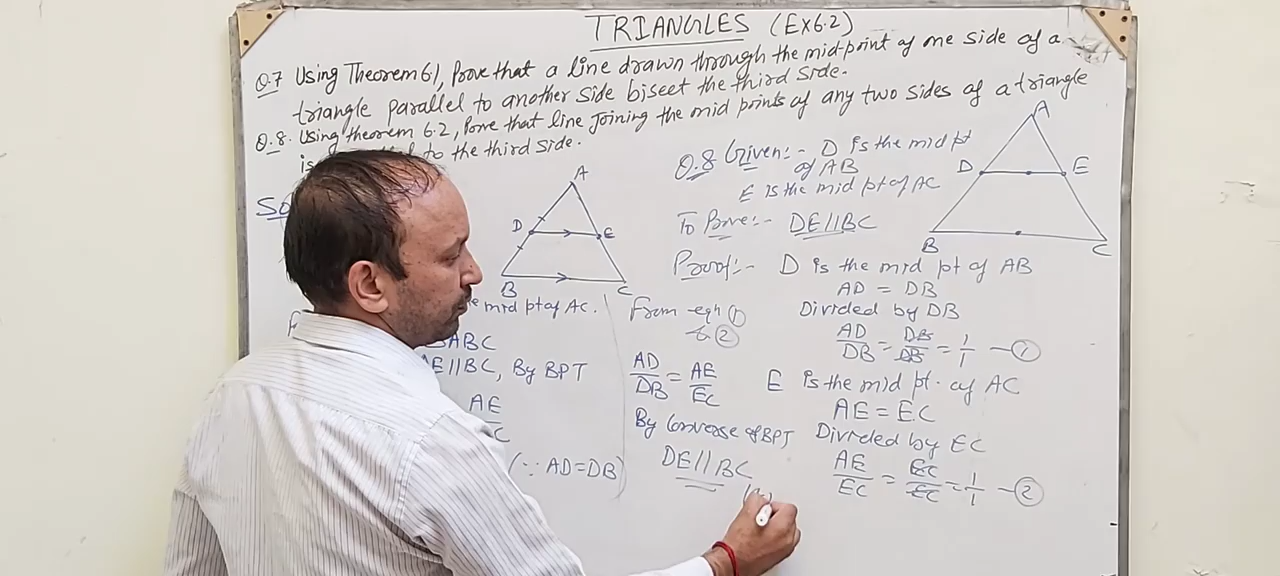 TRIANGLES (Ex 6.2)
Q.7 Using Theorem 61, Prove that a line drawn through the mid-point of one side of a
triangle parallel to another side bisect the third side.
Q.8. Using theorem 6.2, Prove that line joining the mid points of any two sides of a triangle
is to the third side.
A
D E
B C
mid pt of AC.
ABC
E//BC, By BPT
AE
C
(∵ AD = DB)
Q.8 Given:- D is the mid pt
of AB
E is the mid pt of AC
To Prove:- DE//BC
A
D E
B C
Proof:- D is the mid pt of AB
AD = DB
Divided by DB
AD/DB = DB/DB = 1/1 - ①
E is the mid pt. of AC
AE = EC
Divided by EC
AE/EC = EC/EC = 1/1 - ②
From eqn ①
& ②
AD/DB = AE/EC
By Converse of BPT
DE//BC